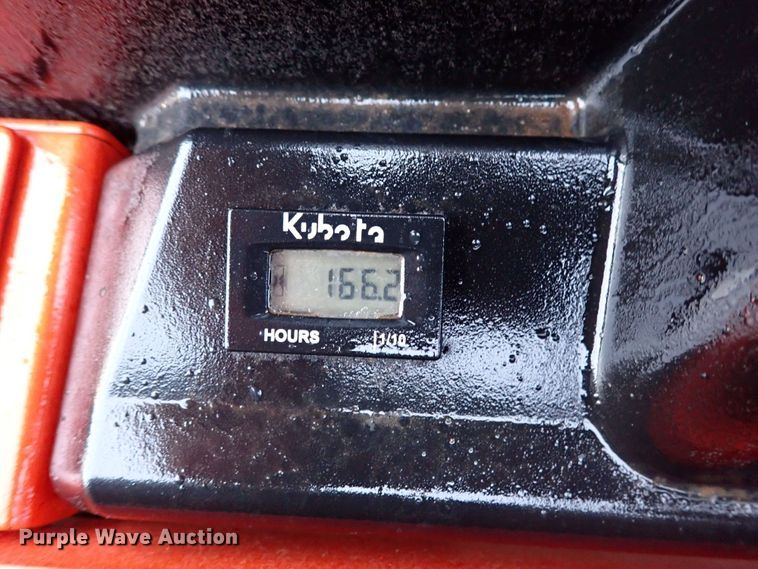 Kubota
166.2
HOURS 1/10
Purple Wave Auction